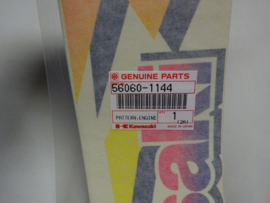 GENUINE PARTS
56060-1144
PATTERN,ENGINE
1
Kawasaki